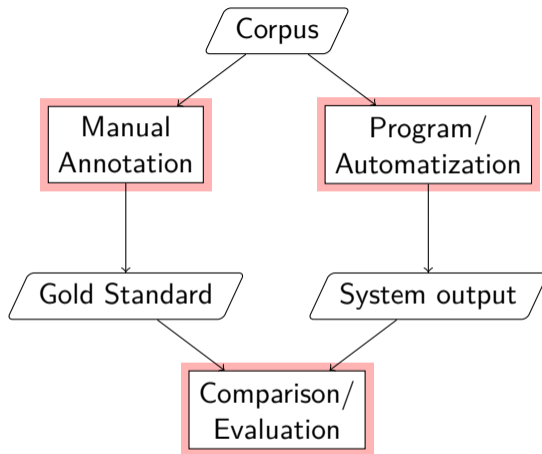 Corpus
Manual
Annotation
Program/
Automatization
Gold Standard
System output
Comparison/
Evaluation